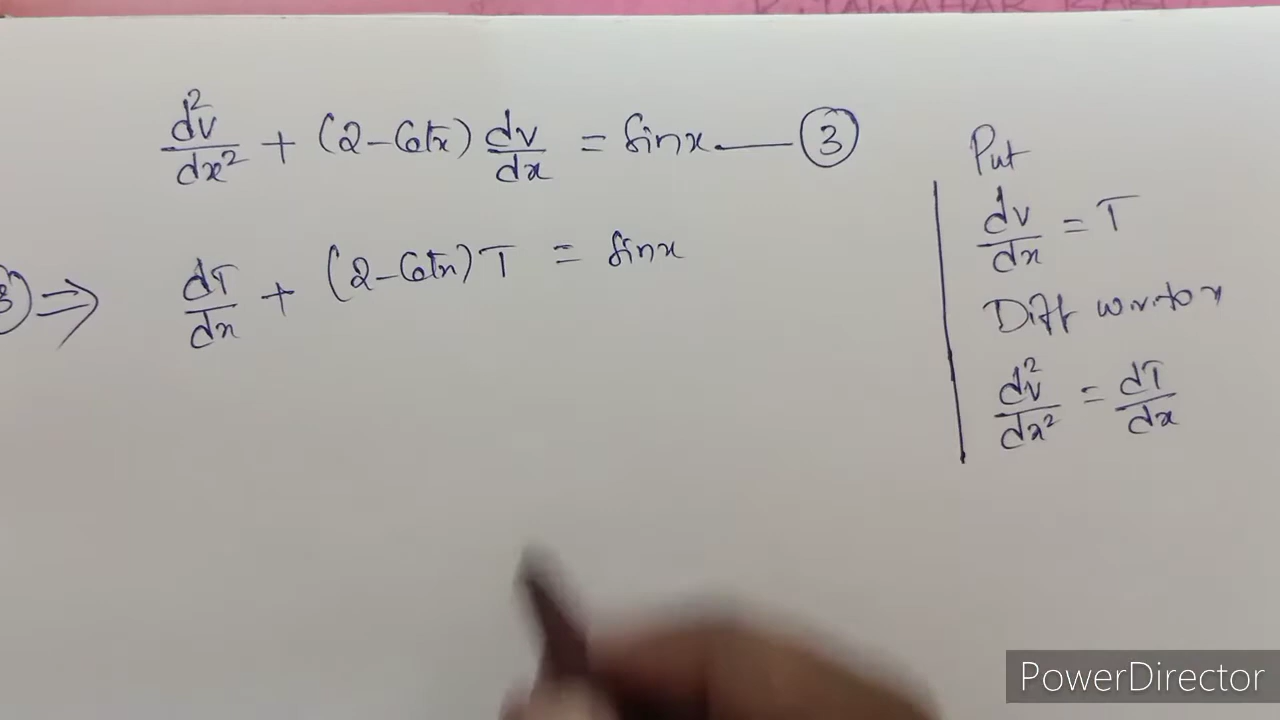 d²v/dx² + (2-Cotx) dv/dx = Sinx — ③
③ ⇒ dT/dx + (2-Cotx) T = Sinx
Put
dv/dx = T
Diff w.r.to x
d²v/dx² = dT/dx
PowerDirector